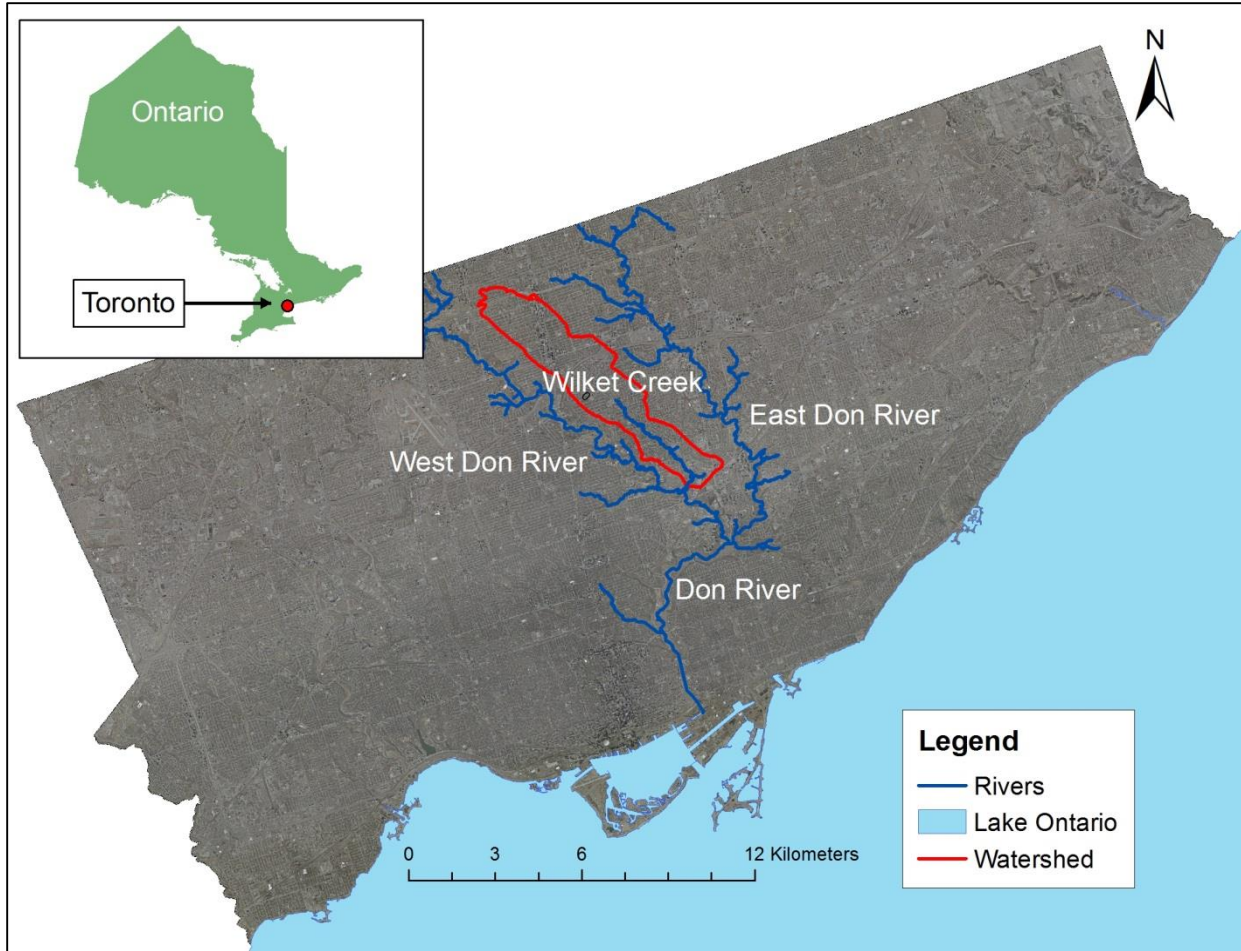 Ontario
Toronto
N
Wilket Creek
East Don River
West Don River
Don River
0 3 6 12 Kilometers
Legend
Rivers
Lake Ontario
Watershed